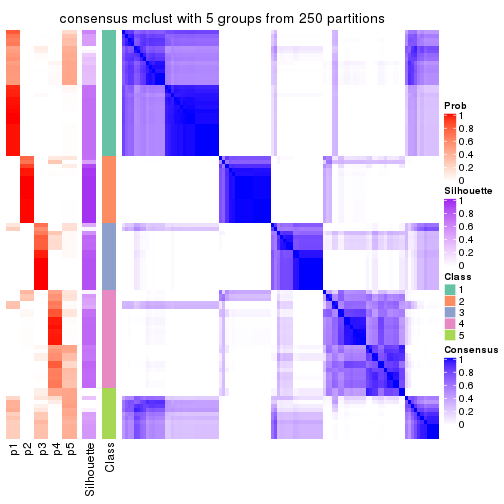 consensus mclust with 5 groups from 250 partitions
Prob
1
0.8
0.6
0.4
0.2
0
Silhouette
1
0.8
0.6
0.4
0.2
0
Class
1
2
3
4
5
Consensus
1
0.8
0.6
0.4
0.2
0
p1
p2
p3
p4
p5
Silhouette
Class